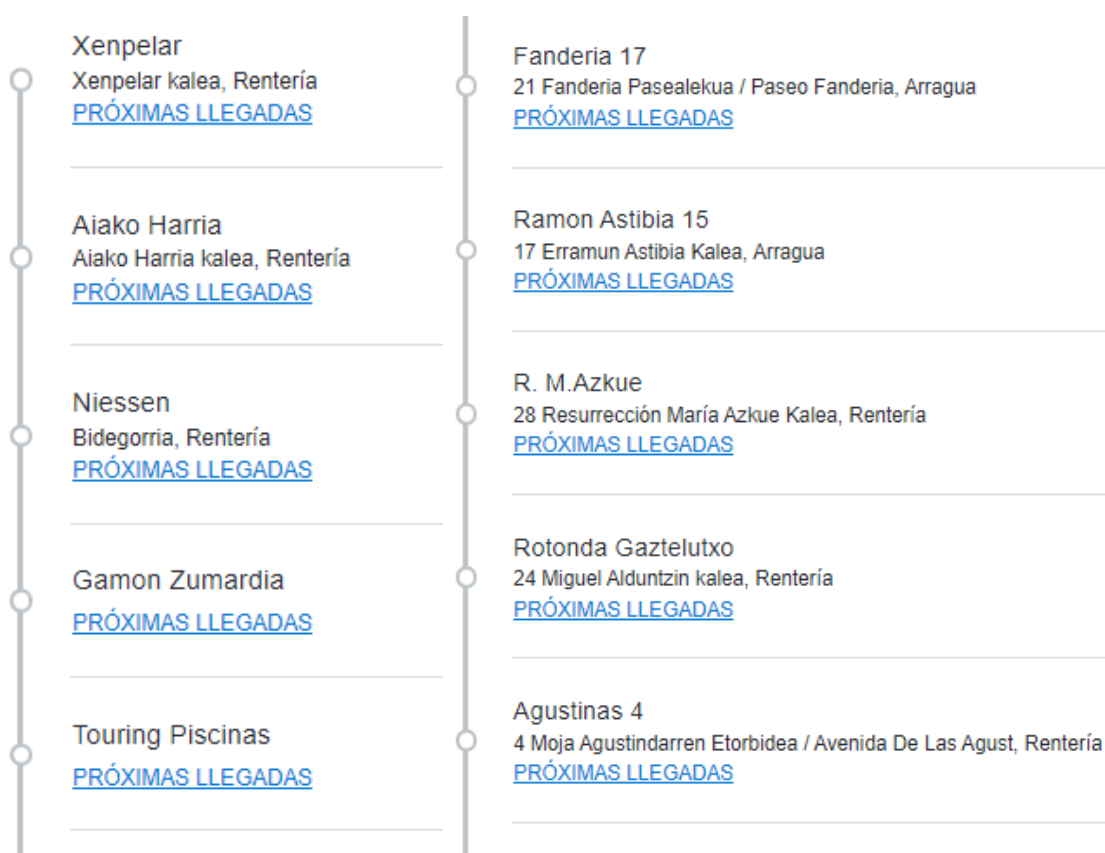 Xenpelar
Xenpelar kalea, Rentería
PRÓXIMAS LLEGADAS
Aiako Harria
Aiako Harria kalea, Rentería
PRÓXIMAS LLEGADAS
Niessen
Bidegorria, Rentería
PRÓXIMAS LLEGADAS
Gamon Zumardia
PRÓXIMAS LLEGADAS
Touring Piscinas
PRÓXIMAS LLEGADAS
Fanderia 17
21 Fanderia Pasealekua / Paseo Fanderia, Arragua
PRÓXIMAS LLEGADAS
Ramon Astibia 15
17 Erramun Astibia Kalea, Arragua
PRÓXIMAS LLEGADAS
R. M.Azkue
28 Resurrección María Azkue Kalea, Rentería
PRÓXIMAS LLEGADAS
Rotonda Gaztelutxo
24 Miguel Alduntzin kalea, Rentería
PRÓXIMAS LLEGADAS
Agustinas 4
4 Moja Agustindarren Etorbidea / Avenida De Las Agust, Rentería
PRÓXIMAS LLEGADAS